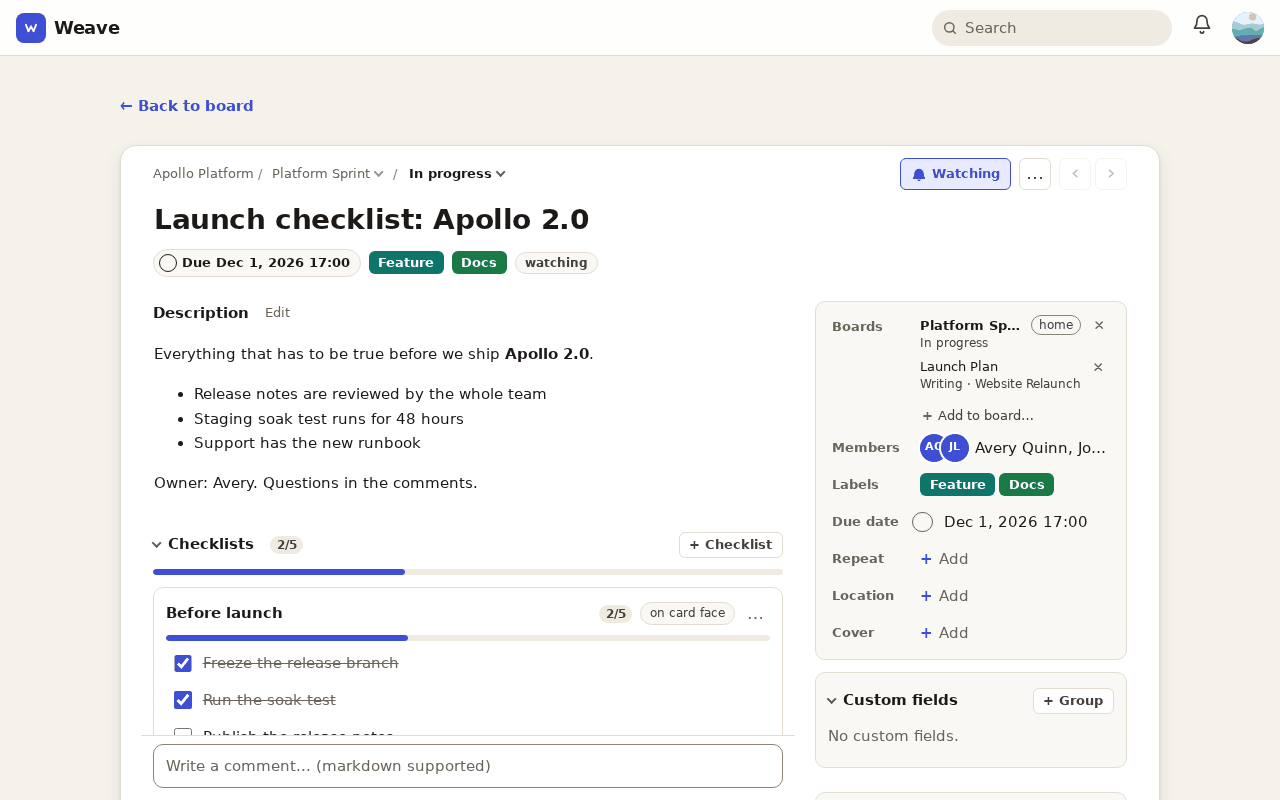 Weave
Search
← Back to board
Apollo Platform / Platform Sprint / In progress
Watching
...
Launch checklist: Apollo 2.0
Due Dec 1, 2026 17:00 Feature Docs watching
Description Edit
Everything that has to be true before we ship Apollo 2.0.
• Release notes are reviewed by the whole team
• Staging soak test runs for 48 hours
• Support has the new runbook
Owner: Avery. Questions in the comments.
Checklists 2/5 + Checklist
Before launch 2/5 on card face ...
Freeze the release branch
Run the soak test
Publish the release notes
Write a comment... (markdown supported)
Boards Platform Sp... home ×
In progress
Launch Plan ×
Writing · Website Relaunch
+ Add to board...
Members JL Avery Quinn, Jo...
Labels Feature Docs
Due date Dec 1, 2026 17:00
Repeat + Add
Location + Add
Cover + Add
Custom fields + Group
No custom fields.